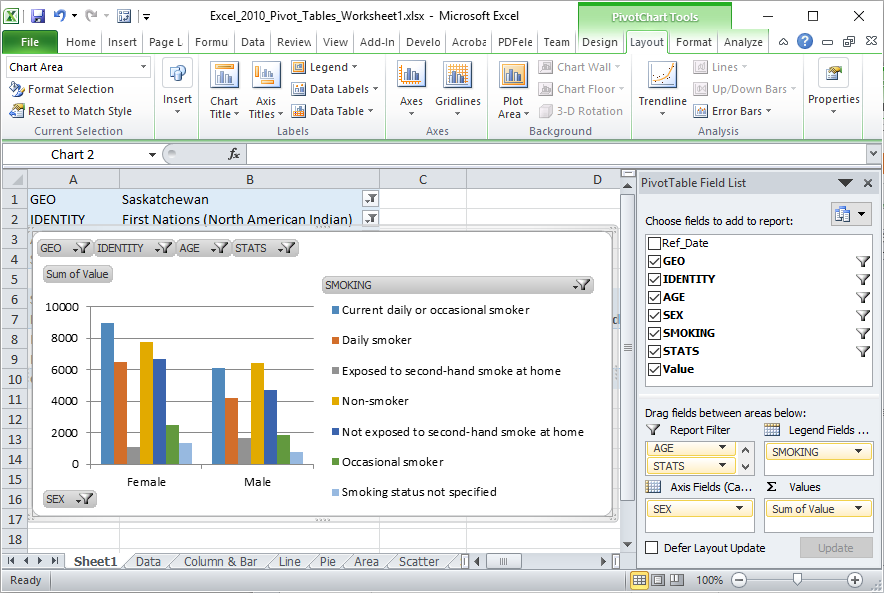 Excel_2010_Pivot_Tables_Worksheet1.xlsx - Microsoft Excel
PivotChart Tools
File Home Insert Page L Formu Data Review View Add-In Develo Acroba PDFele Team Design Layout Format Analyze
Chart Area
Format Selection
Reset to Match Style
Current Selection
Insert
Chart Title
Axis Titles
Legend
Data Labels
Data Table
Labels
Axes
Gridlines
Axes
Plot Area
Chart Wall
Chart Floor
3-D Rotation
Background
Trendline
Lines
Up/Down Bars
Error Bars
Analysis
Properties
Chart 2
fx
A B C D
1 GEO Saskatchewan
2 IDENTITY First Nations (North American Indian)
3
4
5
6
7
8
9
10
11
12
13
14
15
16
17
18
GEO IDENTITY AGE STATS
Sum of Value
SMOKING
10000
8000
6000
4000
2000
0
Female Male
SEX
Current daily or occasional smoker
Daily smoker
Exposed to second-hand smoke at home
Non-smoker
Not exposed to second-hand smoke at home
Occasional smoker
Smoking status not specified
PivotTable Field List
Choose fields to add to report:
Ref_Date
GEO
IDENTITY
AGE
SEX
SMOKING
STATS
Value
Drag fields between areas below:
Report Filter Legend Fields ...
AGE SMOKING
STATS
Axis Fields (Ca... Σ Values
SEX Sum of Value
Defer Layout Update Update
Sheet1 Data Column & Bar Line Pie Area Scatter
Ready 100%